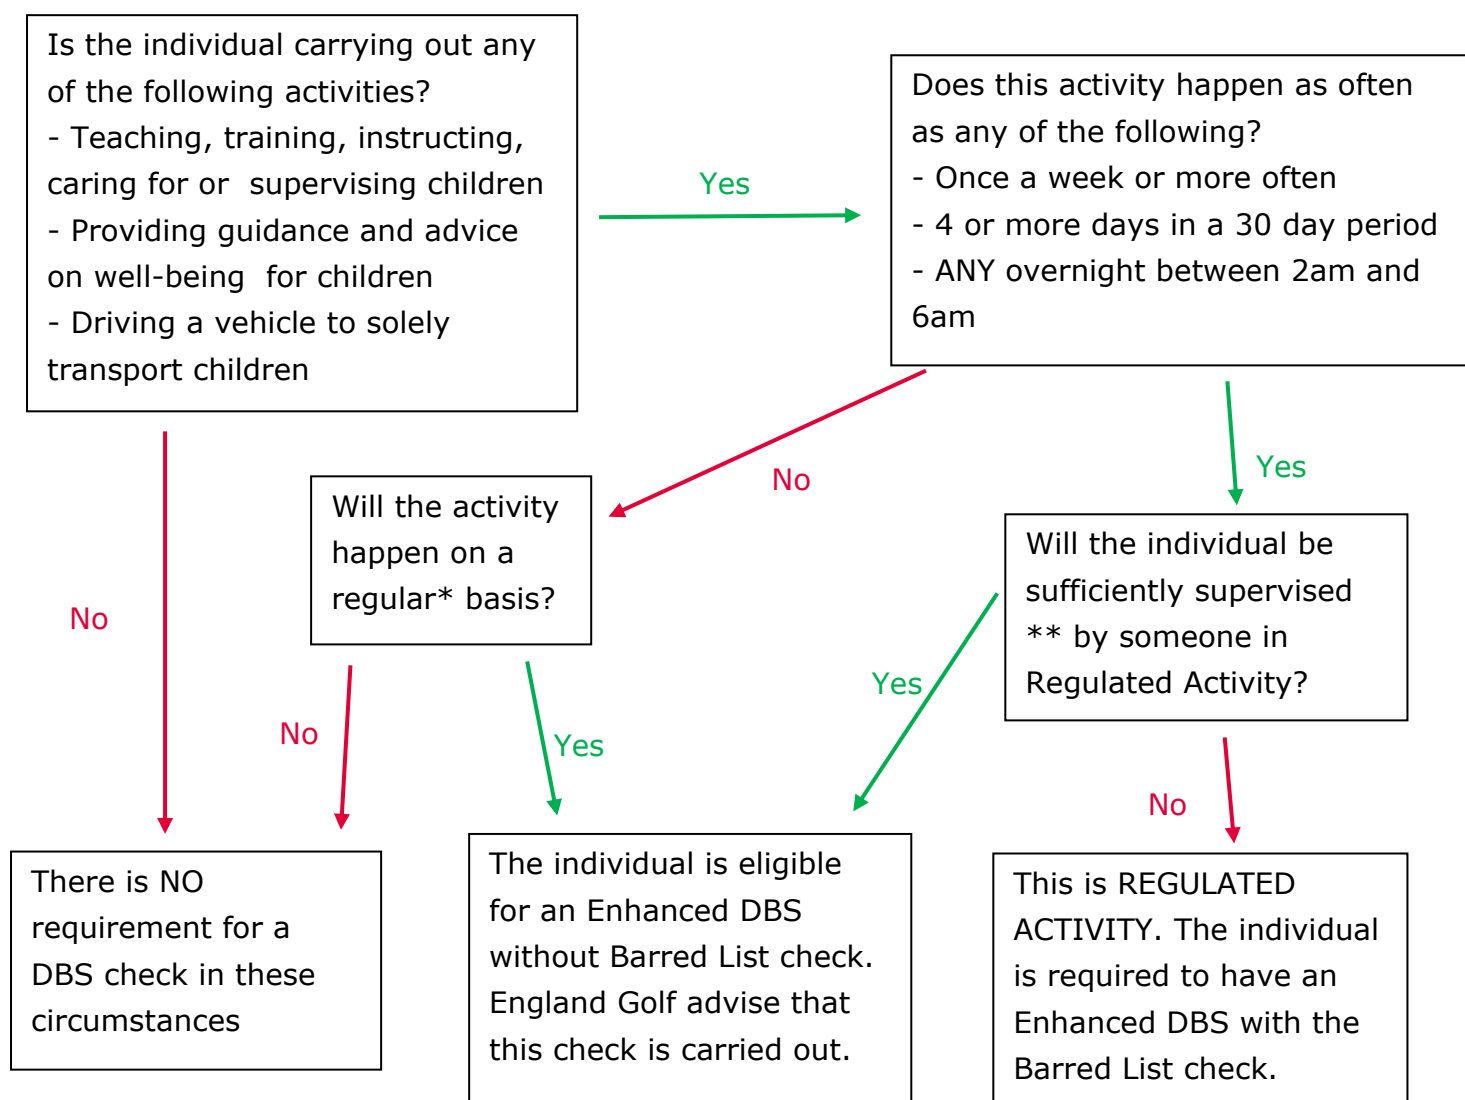 Is the individual carrying out any
of the following activities?
- Teaching, training, instructing,
caring for or  supervising children
- Providing guidance and advice
on well-being  for children
- Driving a vehicle to solely
transport children
Yes
Does this activity happen as often
as any of the following?
- Once a week or more often
- 4 or more days in a 30 day period
- ANY overnight between 2am and
6am
No
No
Yes
Will the activity
happen on a
regular* basis?
Will the individual be
sufficiently supervised
** by someone in
Regulated Activity?
No
Yes
Yes
No
There is NO
requirement for a
DBS check in these
circumstances
The individual is eligible
for an Enhanced DBS
without Barred List check.
England Golf advise that
this check is carried out.
This is REGULATED
ACTIVITY. The individual
is required to have an
Enhanced DBS with the
Barred List check.